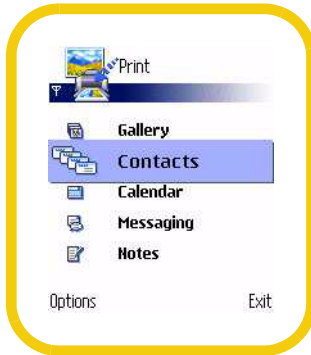 Print
Gallery
Contacts
Calendar
Messaging
Notes
Options Exit